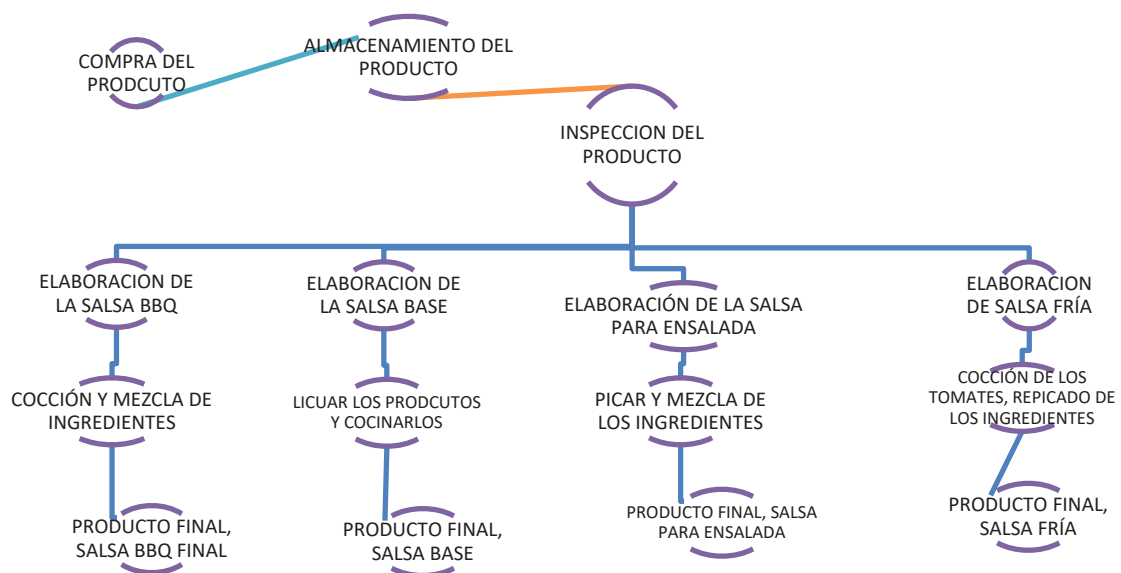 COMPRA DEL
PRODCUTO
ALMACENAMIENTO DEL
PRODUCTO
INSPECCION DEL
PRODUCTO
ELABORACION DE
LA SALSA BBQ
ELABORACION DE
LA SALSA BASE
ELABORACIÓN DE LA SALSA
PARA ENSALADA
ELABORACION
DE SALSA FRÍA
COCCIÓN Y MEZCLA DE
INGREDIENTES
LICUAR LOS PRODCUTOS
Y COCINARLOS
PICAR Y MEZCLA DE
LOS INGREDIENTES
COCCIÓN DE LOS
TOMATES, REPICADO DE
LOS INGREDIENTES
PRODUCTO FINAL,
SALSA BBQ FINAL
PRODUCTO FINAL,
SALSA BASE
PRODUCTO FINAL, SALSA
PARA ENSALADA
PRODUCTO FINAL,
SALSA FRÍA